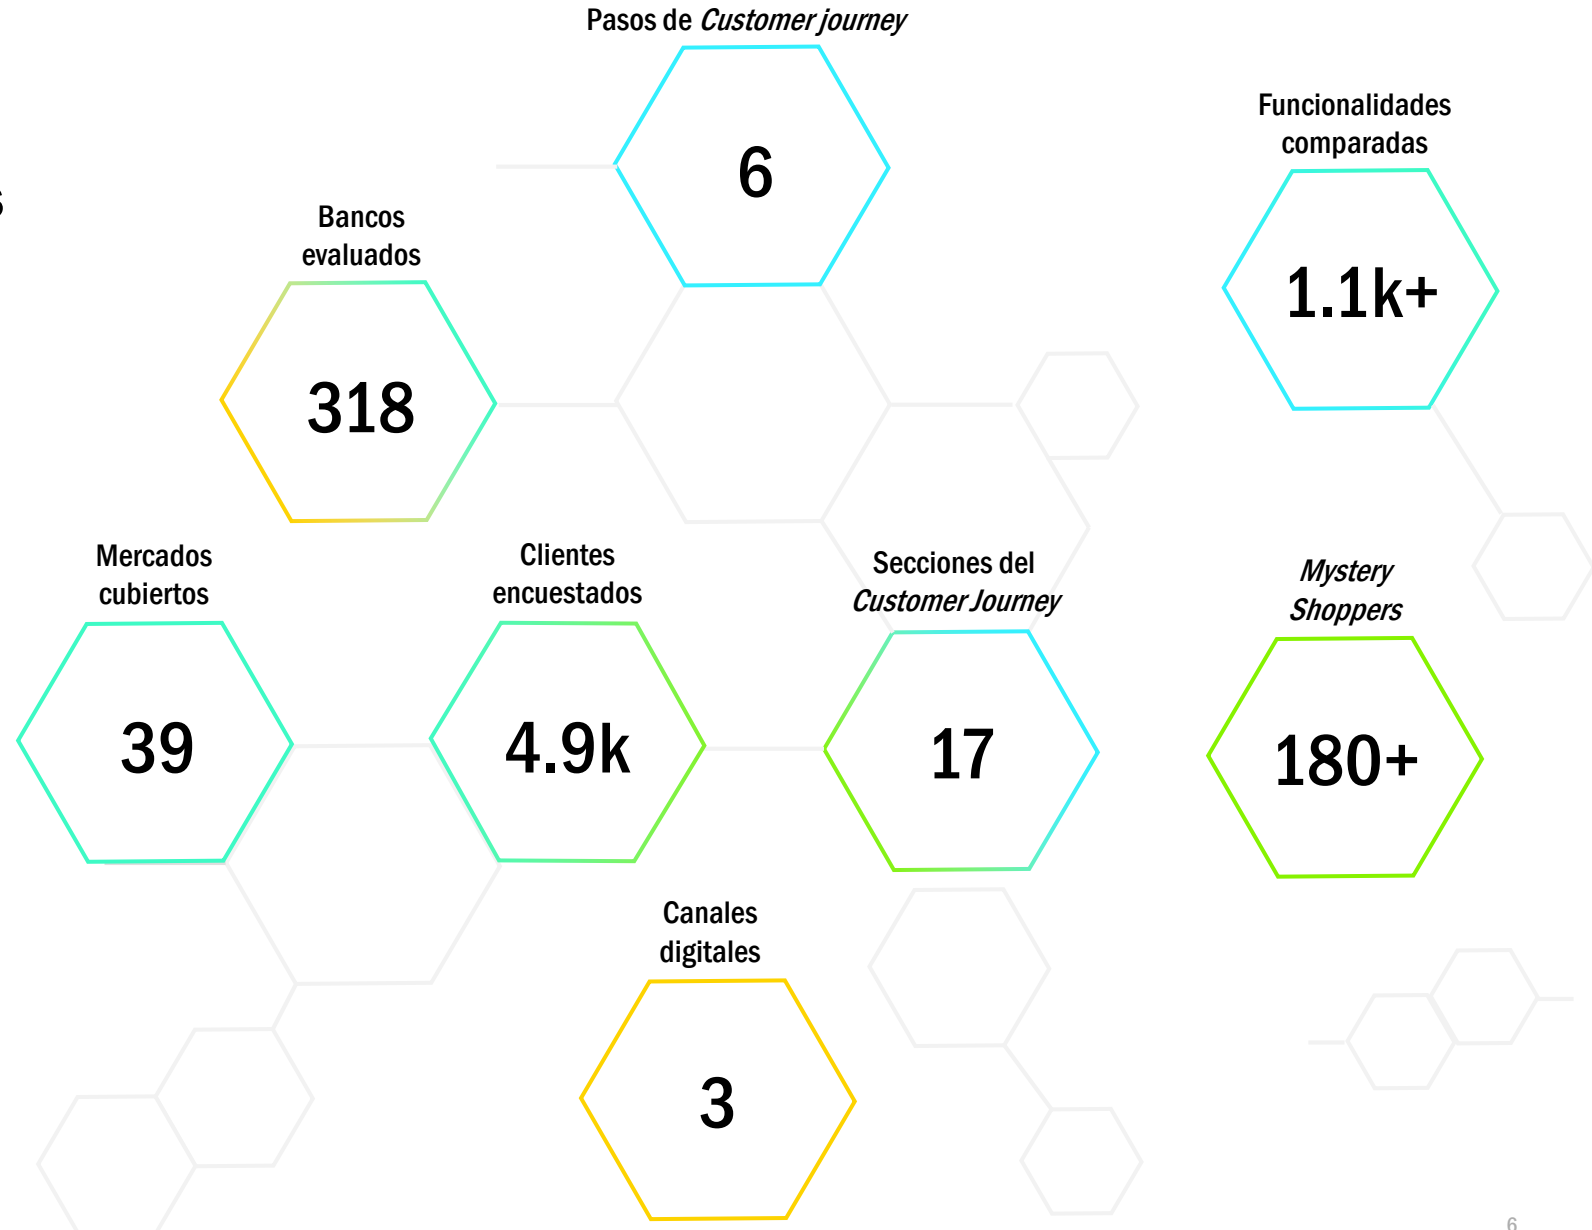 Pasos de Customer journey
6
Funcionalidades
comparadas
1.1k+
s
Bancos
evaluados
318
Mercados
cubiertos
39
Clientes
encuestados
4.9k
Secciones del
Customer Journey
17
Mystery
Shoppers
180+
Canales
digitales
3
6